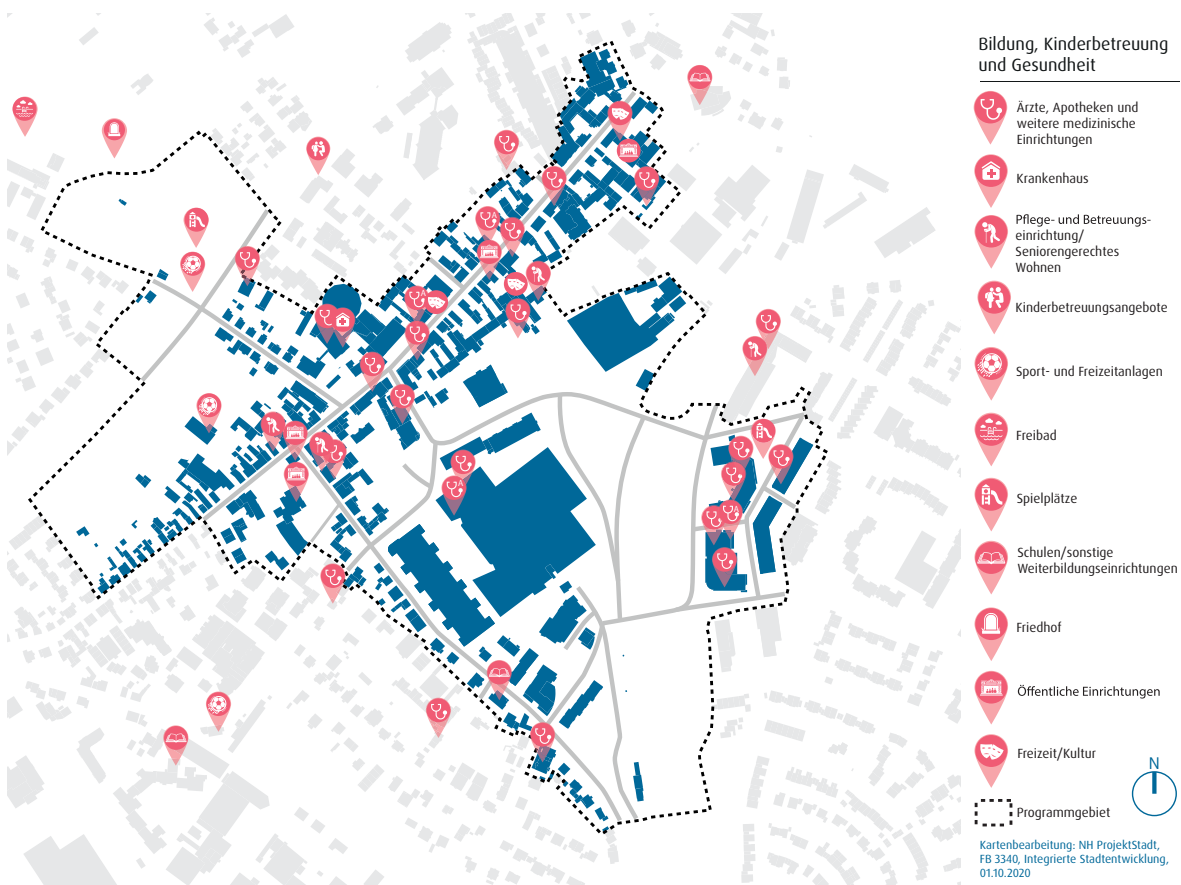 Bildung, Kinderbetreuung
und Gesundheit
Ärzte, Apotheken und
weitere medizinische
Einrichtungen
Krankenhaus
Pflege- und Betreuungs-
einrichtung/
Seniorengerechtes
Wohnen
Kinderbetreuungsangebote
Sport- und Freizeitanlagen
Freibad
Spielplätze
Schulen/sonstige
Weiterbildungseinrichtungen
Friedhof
Öffentliche Einrichtungen
Freizeit/Kultur
N
Programmgebiet
Kartenbearbeitung: NH ProjektStadt,
FB 3340, Integrierte Stadtentwicklung,
01.10.2020
A
A
A
A